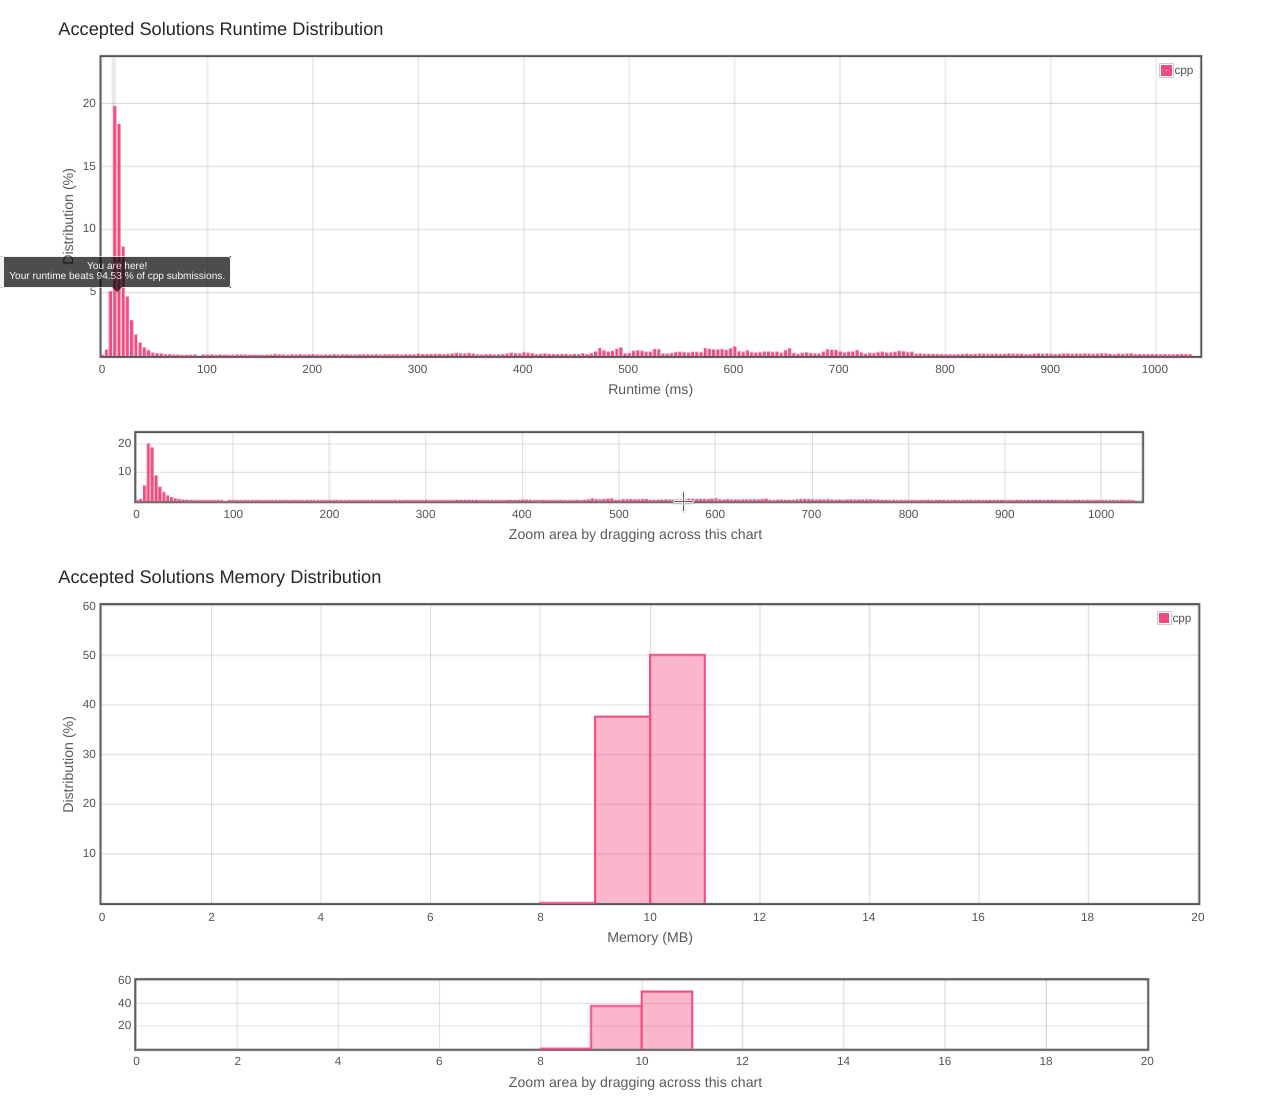 Accepted Solutions Runtime Distribution
cpp
20
15
10
5
Distribution (%)
You are here!
Your runtime beats 94.53 % of cpp submissions.
0 100 200 300 400 500 600 700 800 900 1000
Runtime (ms)
20
10
0 100 200 300 400 500 600 700 800 900 1000
Zoom area by dragging across this chart
Accepted Solutions Memory Distribution
cpp
60
50
40
30
20
10
Distribution (%)
0 2 4 6 8 10 12 14 16 18 20
Memory (MB)
60
40
20
0 2 4 6 8 10 12 14 16 18 20
Zoom area by dragging across this chart